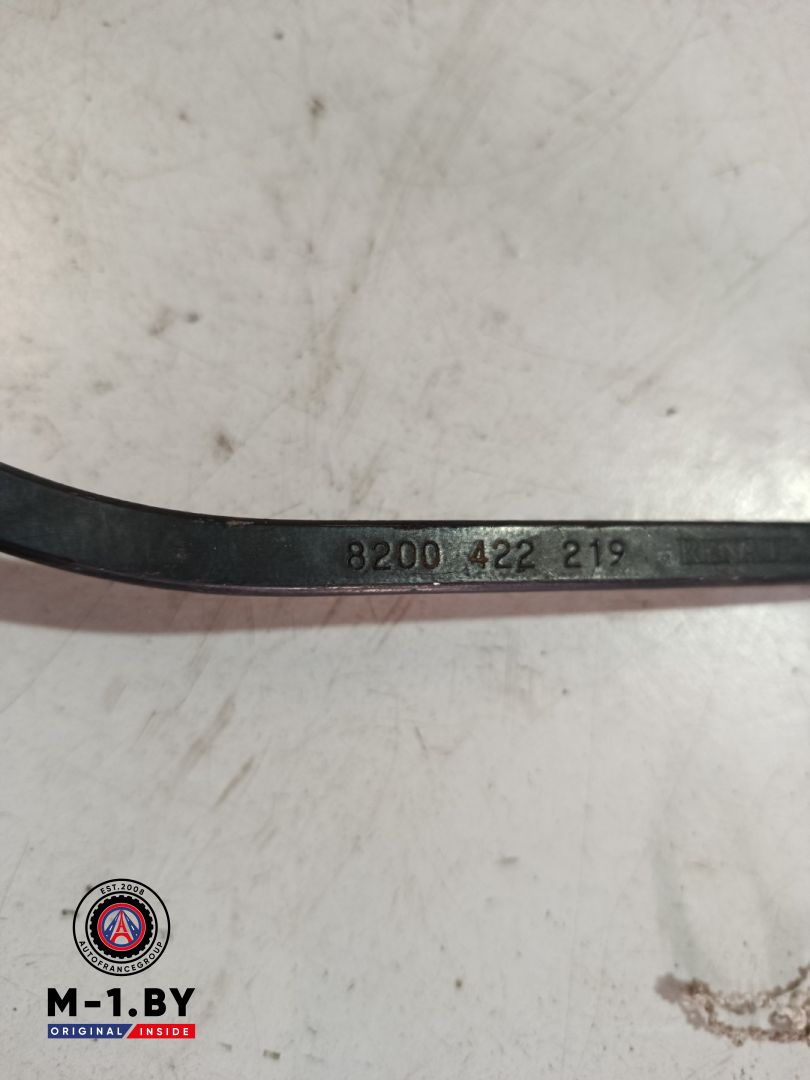 8200 422 219
EST.2008
AUTOFRANCEGROUP
M-1.BY
ORIGINAL INSIDE